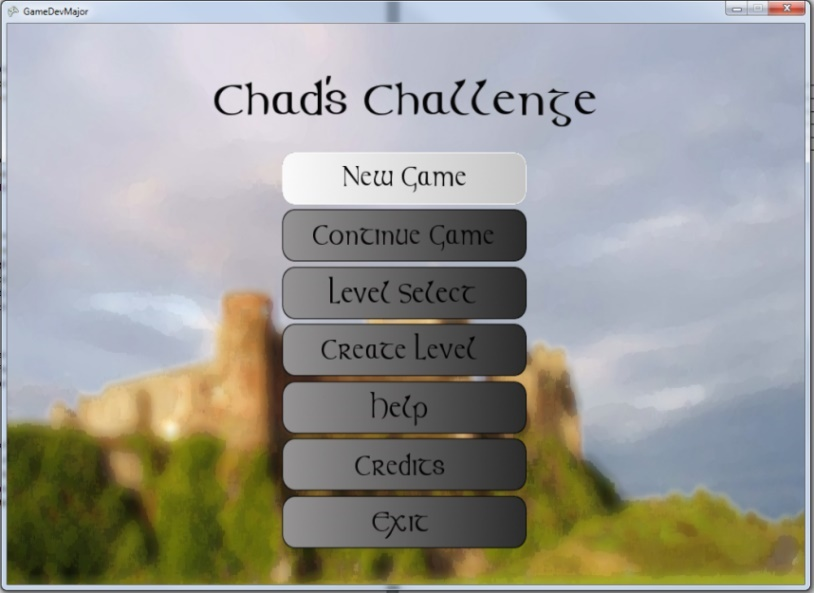 GameDevMajor
Chad's Challenge
New Game
Continue Game
Level Select
Create Level
Help
Credits
Exit